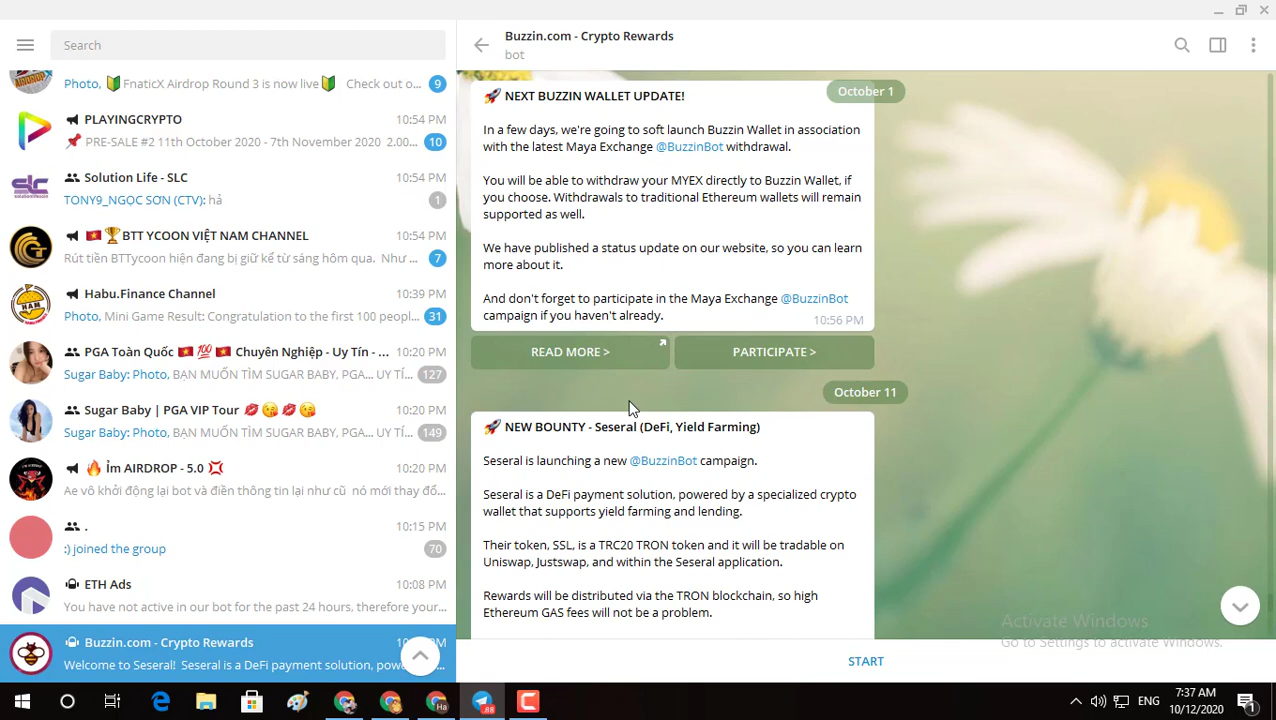 Search
Photo, 🔰 FnaticX Airdrop Round 3 is now live🔰 Check out o... 9
PLAYINGCRYPTO 10:54 PM
📌 PRE-SALE #2 11th October 2020 - 7th November 2020 2.0... 10
Solution Life - SLC 10:54 PM
TONY9_NGỌC SƠN (CTV): hả 1
🇻🇳🏆BTT YCOON VIỆT NAM CHANNEL 10:54 PM
Rút tiền BTTycoon hiện đang bị giữ kể từ sáng hôm qua. Như ... 7
Habu.Finance Channel 10:39 PM
Photo, Mini Game Result: Congratulation to the first 100 peopl... 31
PGA Toàn Quốc 🇻🇳 💯 🇻🇳 Chuyên Nghiệp - Uy Tín - ... 10:20 PM
Sugar Baby: Photo, BẠN MUỐN TÌM SUGAR BABY, PGA... UY TÍ... 127
Sugar Baby | PGA VIP Tour 💋😘💋😘 10:20 PM
Sugar Baby: Photo, BẠN MUỐN TÌM SUGAR BABY, PGA... UY TÍ... 149
🔥 Ỉm AIRDROP - 5.0 💢 10:20 PM
Ae vô khởi động lại bot và điền thông tin lại như cũ nó mới thay đổ...
. 10:15 PM
:) joined the group 70
ETH Ads 10:08 PM
You have not active in our bot for the past 24 hours, therefore your...
Buzzin.com - Crypto Rewards
Welcome to Seseral! Seseral is a DeFi payment solution, pow
Buzzin.com - Crypto Rewards
bot
October 1
🚀 NEXT BUZZIN WALLET UPDATE!
In a few days, we're going to soft launch Buzzin Wallet in association
with the latest Maya Exchange @BuzzinBot withdrawal.
You will be able to withdraw your MYEX directly to Buzzin Wallet, if
you choose. Withdrawals to traditional Ethereum wallets will remain
supported as well.
We have published a status update on our website, so you can learn
more about it.
And don't forget to participate in the Maya Exchange @BuzzinBot
campaign if you haven't already. 10:56 PM
READ MORE >
PARTICIPATE >
October 11
🚀 NEW BOUNTY - Seseral (DeFi, Yield Farming)
Seseral is launching a new @BuzzinBot campaign.
Seseral is a DeFi payment solution, powered by a specialized crypto
wallet that supports yield farming and lending.
Their token, SSL, is a TRC20 TRON token and it will be tradable on
Uniswap, Justswap, and within the Seseral application.
Rewards will be distributed via the TRON blockchain, so high
Ethereum GAS fees will not be a problem.
Activate Windows
Go to Settings to activate Windows.
START
Ha
88
ENG
7:37 AM
10/12/2020
1